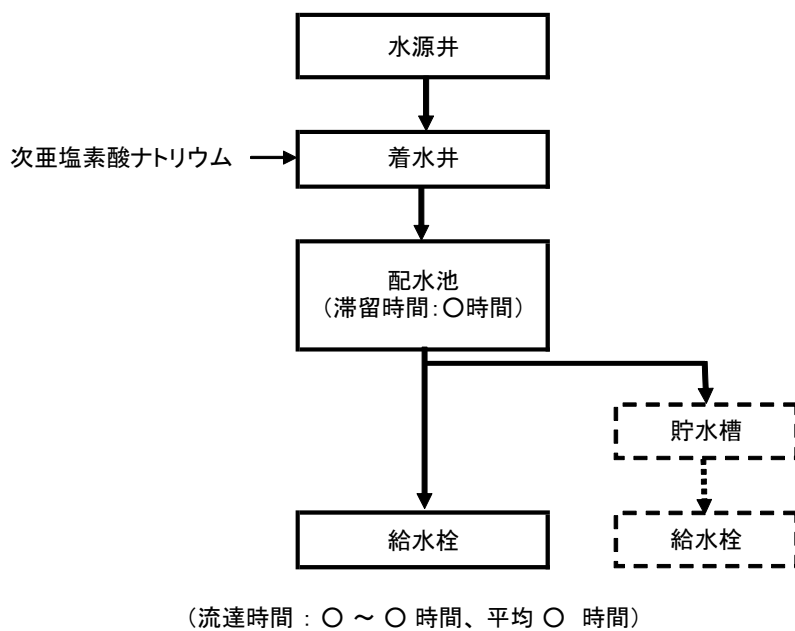 水源井
次亜塩素酸ナトリウム
着水井
配水池
（滞留時間：〇時間）
貯水槽
給水栓
給水栓
（流達時間 ： 〇 ～ 〇 時間、平均 〇 時間）